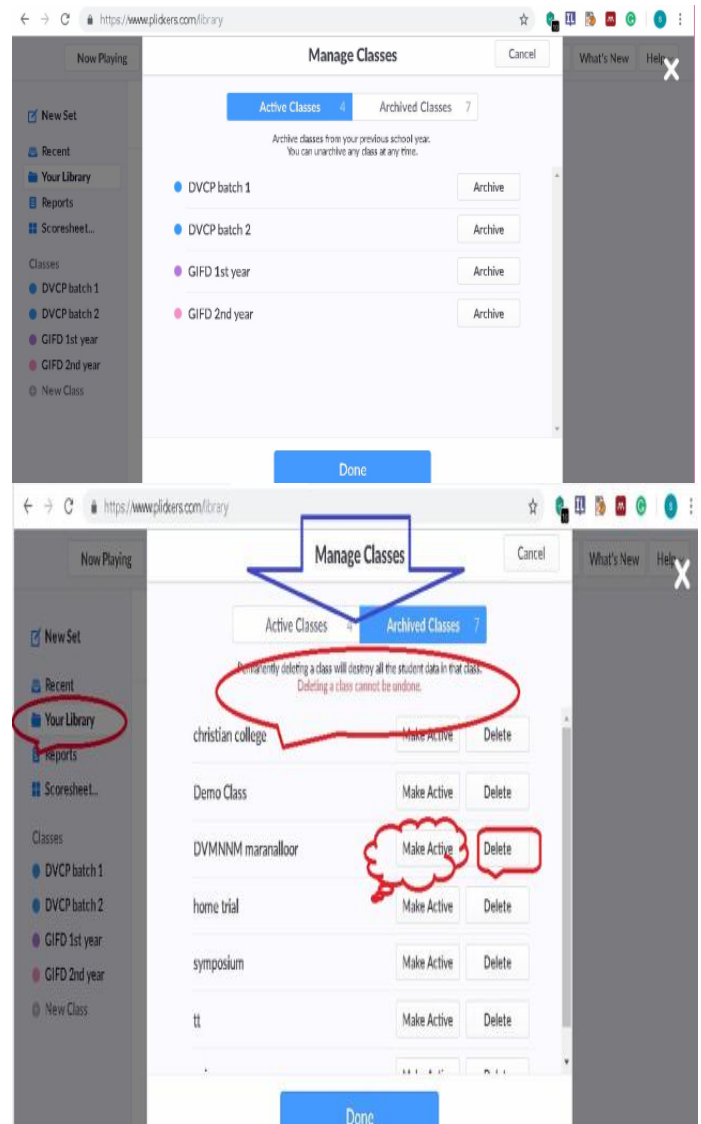 https://www.plickers.com/library
Now Playing
Manage Classes
Cancel
What's New
Help
New Set
Recent
Your Library
Reports
Scoresheet...
Classes
DVCP batch 1
DVCP batch 2
GIFD 1st year
GIFD 2nd year
New Class
Active Classes 4
Archived Classes 7
Archive classes from your previous school year.
You can unarchive any class at any time.
DVCP batch 1 Archive
DVCP batch 2 Archive
GIFD 1st year Archive
GIFD 2nd year Archive
Done
https://www.plickers.com/library
Now Playing
Manage Classes
Cancel
What's New
Help
New Set
Recent
Your Library
Reports
Scoresheet...
Classes
DVCP batch 1
DVCP batch 2
GIFD 1st year
GIFD 2nd year
New Class
Active Classes 4
Archived Classes 7
Permanently deleting a class will destroy all the student data in that class.
Deleting a class cannot be undone.
christian college Make Active Delete
Demo Class Make Active Delete
DVMNNM maranalloor Make Active Delete
home trial Make Active Delete
symposium Make Active Delete
tt Make Active Delete
Done